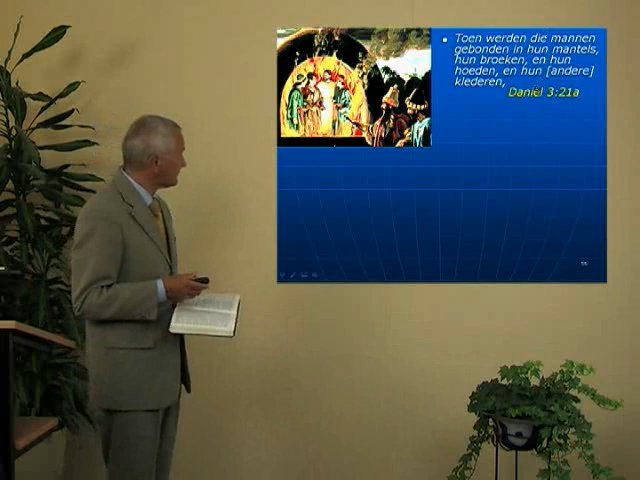 Toen werden die mannen
gebonden in hun mantels,
hun broeken, en hun
hoeden, en hun [andere]
klederen,
Daniël 3:21a